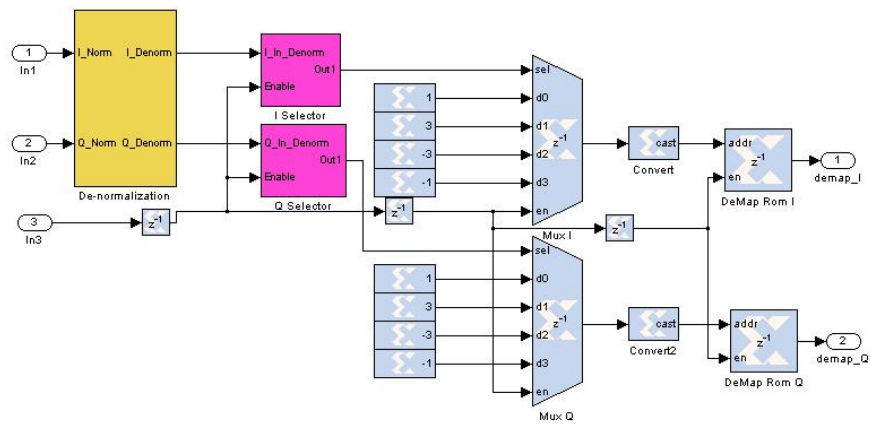 1
In1
2
In2
3
In3
I_Norm I_Denorm
Q_Norm Q_Denorm
De-normalization
z-1
I_In_Denorm
Out1
Enable
I Selector
Q_In_Denorm
Out1
Enable
Q Selector
z-1
1
3
-3
-1
sel
d0
d1
d2
d3
en
z-1
Mux I
cast
Convert
addr
z-1
en
DeMap Rom I
1
demap_I
z-1
1
3
-3
-1
sel
d0
d1
d2
d3
en
z-1
Mux Q
cast
Convert2
addr
z-1
en
DeMap Rom Q
2
demap_Q